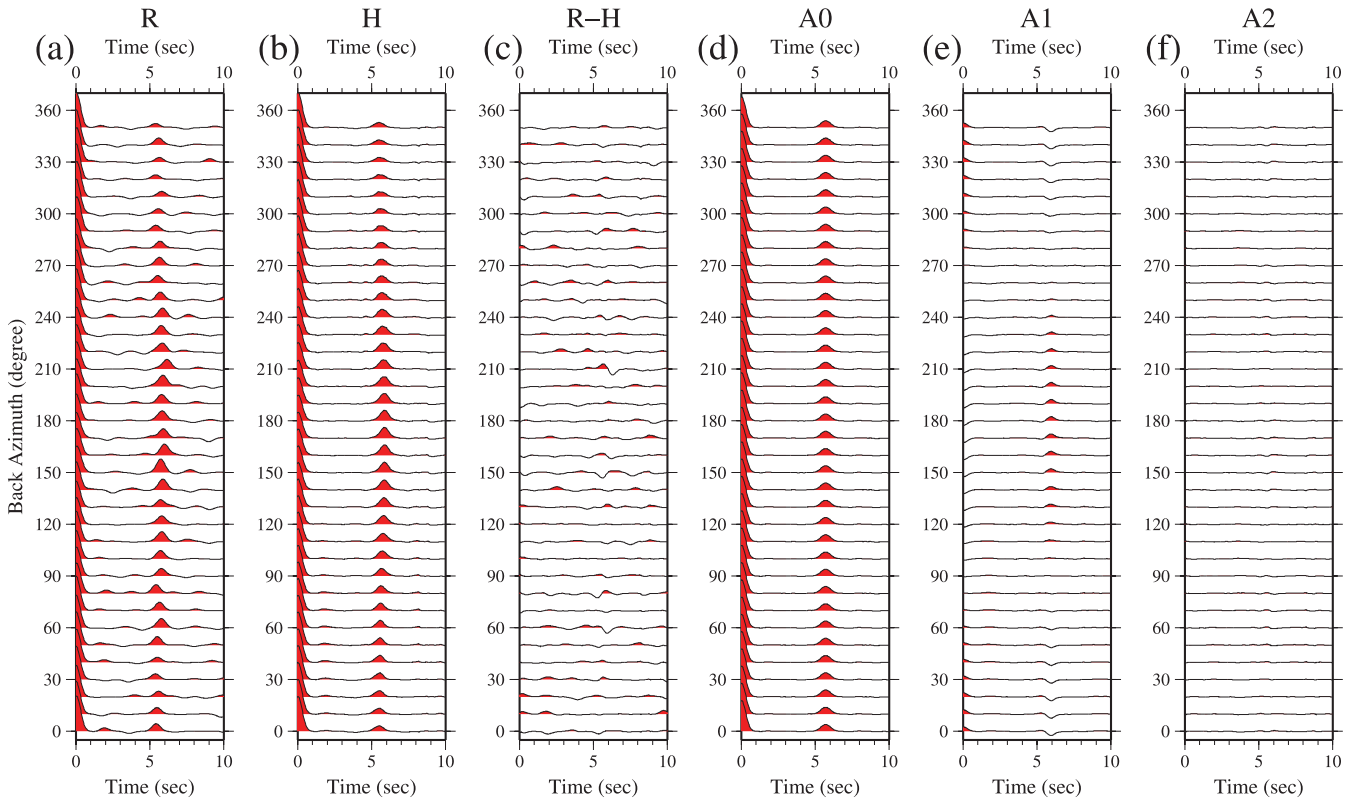 R H R–H A0 A1 A2
(a) Time (sec) (b) Time (sec) (c) Time (sec) (d) Time (sec) (e) Time (sec) (f) Time (sec)
0 5 10 0 5 10 0 5 10 0 5 10 0 5 10 0 5 10
360 360 360 360 360 360
330 330 330 330 330 330
300 300 300 300 300 300
270 270 270 270 270 270
240 240 240 240 240 240
Back Azimuth (degree)
210 210 210 210 210 210
180 180 180 180 180 180
150 150 150 150 150 150
120 120 120 120 120 120
90 90 90 90 90 90
60 60 60 60 60 60
30 30 30 30 30 30
0 0 0 0 0 0
0 5 10 0 5 10 0 5 10 0 5 10 0 5 10 0 5 10
Time (sec) Time (sec) Time (sec) Time (sec) Time (sec) Time (sec)